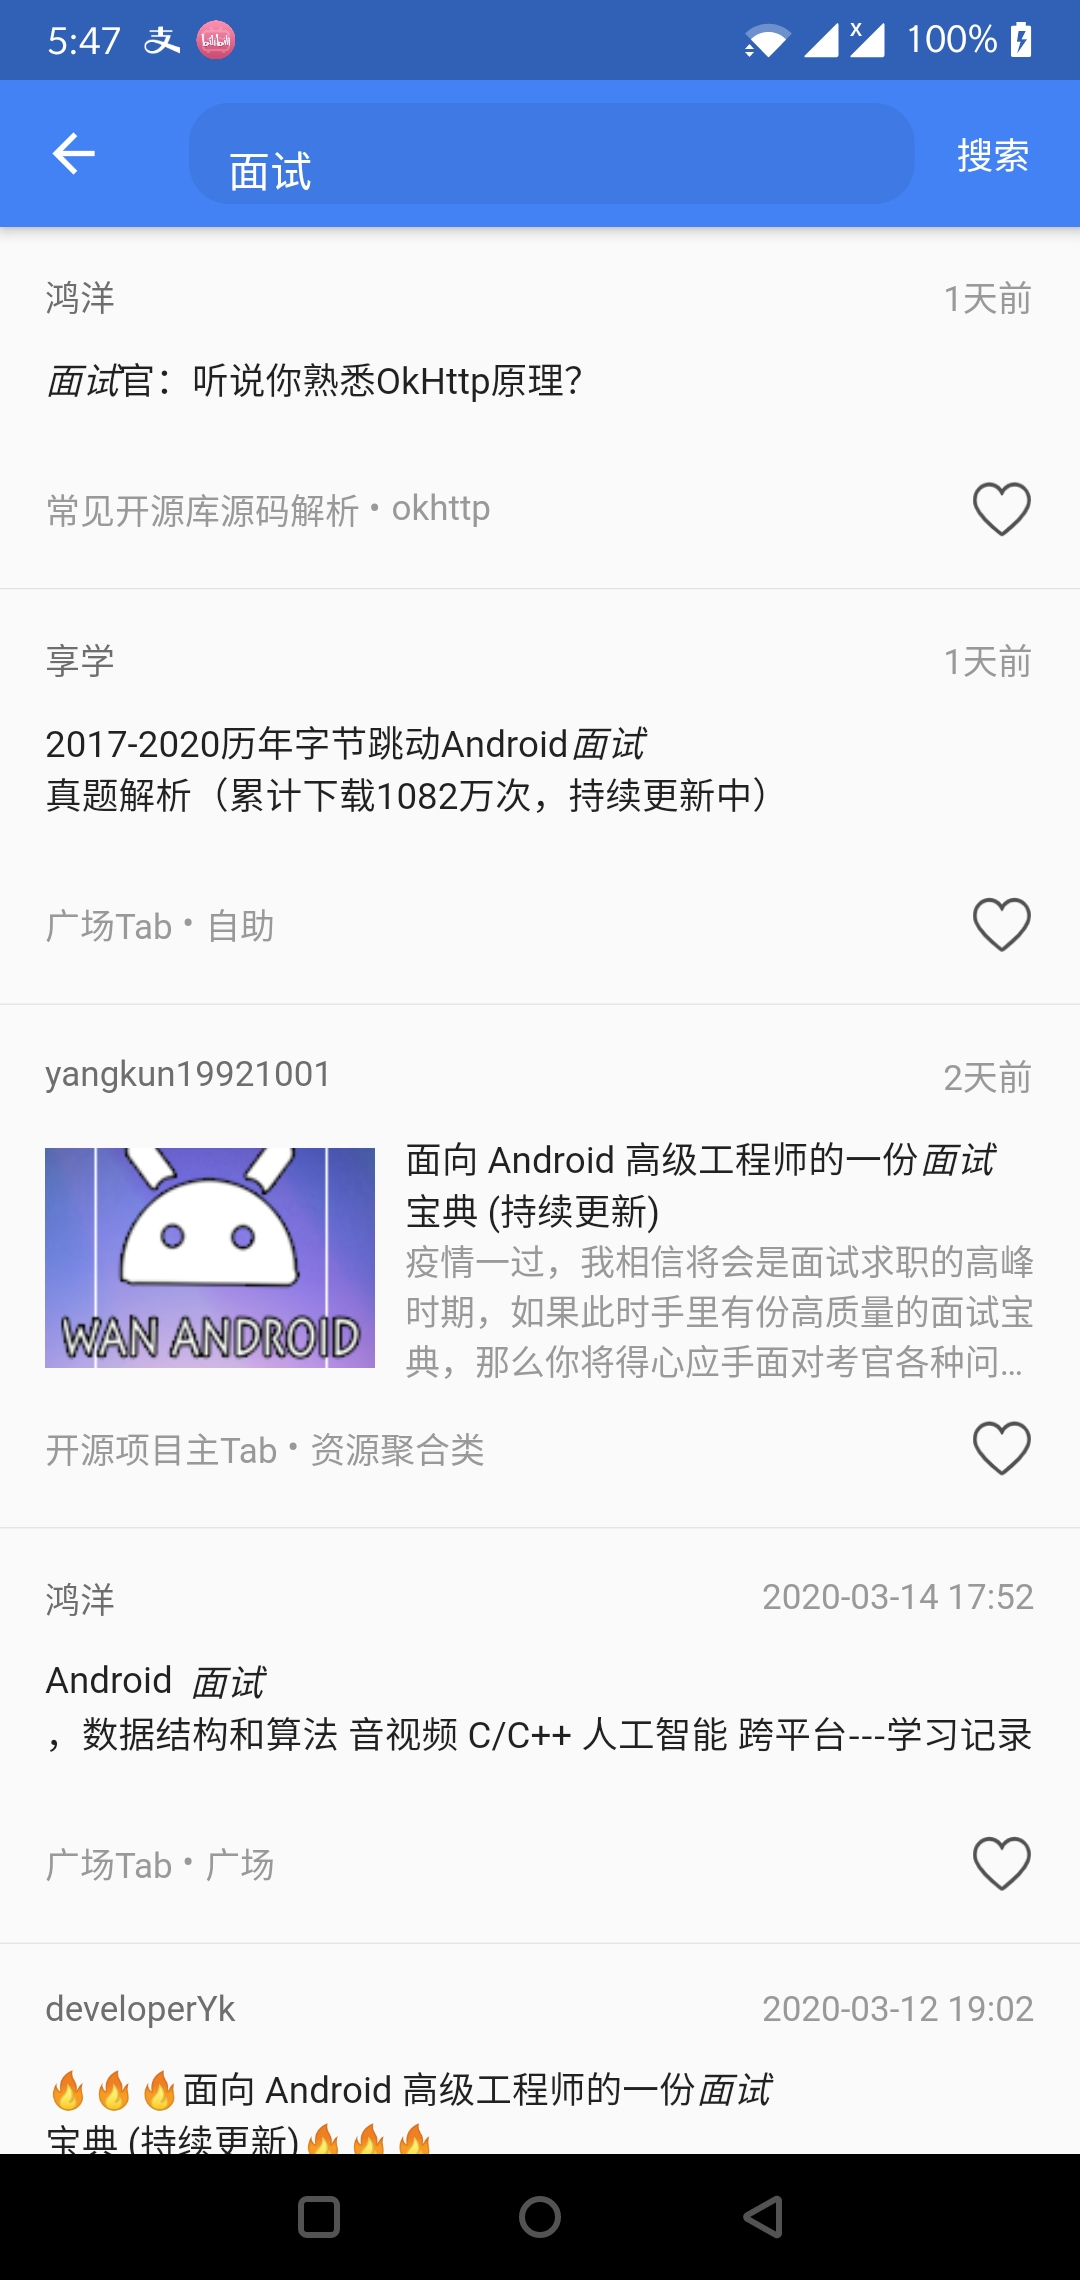 5:47
100%
面试
搜索
鸿洋
1天前
面试官：听说你熟悉OkHttp原理？
常见开源库源码解析 • okhttp
享学
1天前
2017-2020历年字节跳动Android面试
真题解析（累计下载1082万次，持续更新中）
广场Tab • 自助
yangkun19921001
2天前
WAN ANDROID
面向 Android 高级工程师的一份面试
宝典 (持续更新)
疫情一过，我相信将会是面试求职的高峰
时期，如果此时手里有份高质量的面试宝
典，那么你将得心应手面对考官各种问...
开源项目主Tab • 资源聚合类
鸿洋
2020-03-14 17:52
Android 面试
，数据结构和算法 音视频 C/C++ 人工智能 跨平台---学习记录
广场Tab • 广场
developerYk
2020-03-12 19:02
🔥🔥🔥面向 Android 高级工程师的一份面试
宝典 (持续更新)🔥🔥🔥